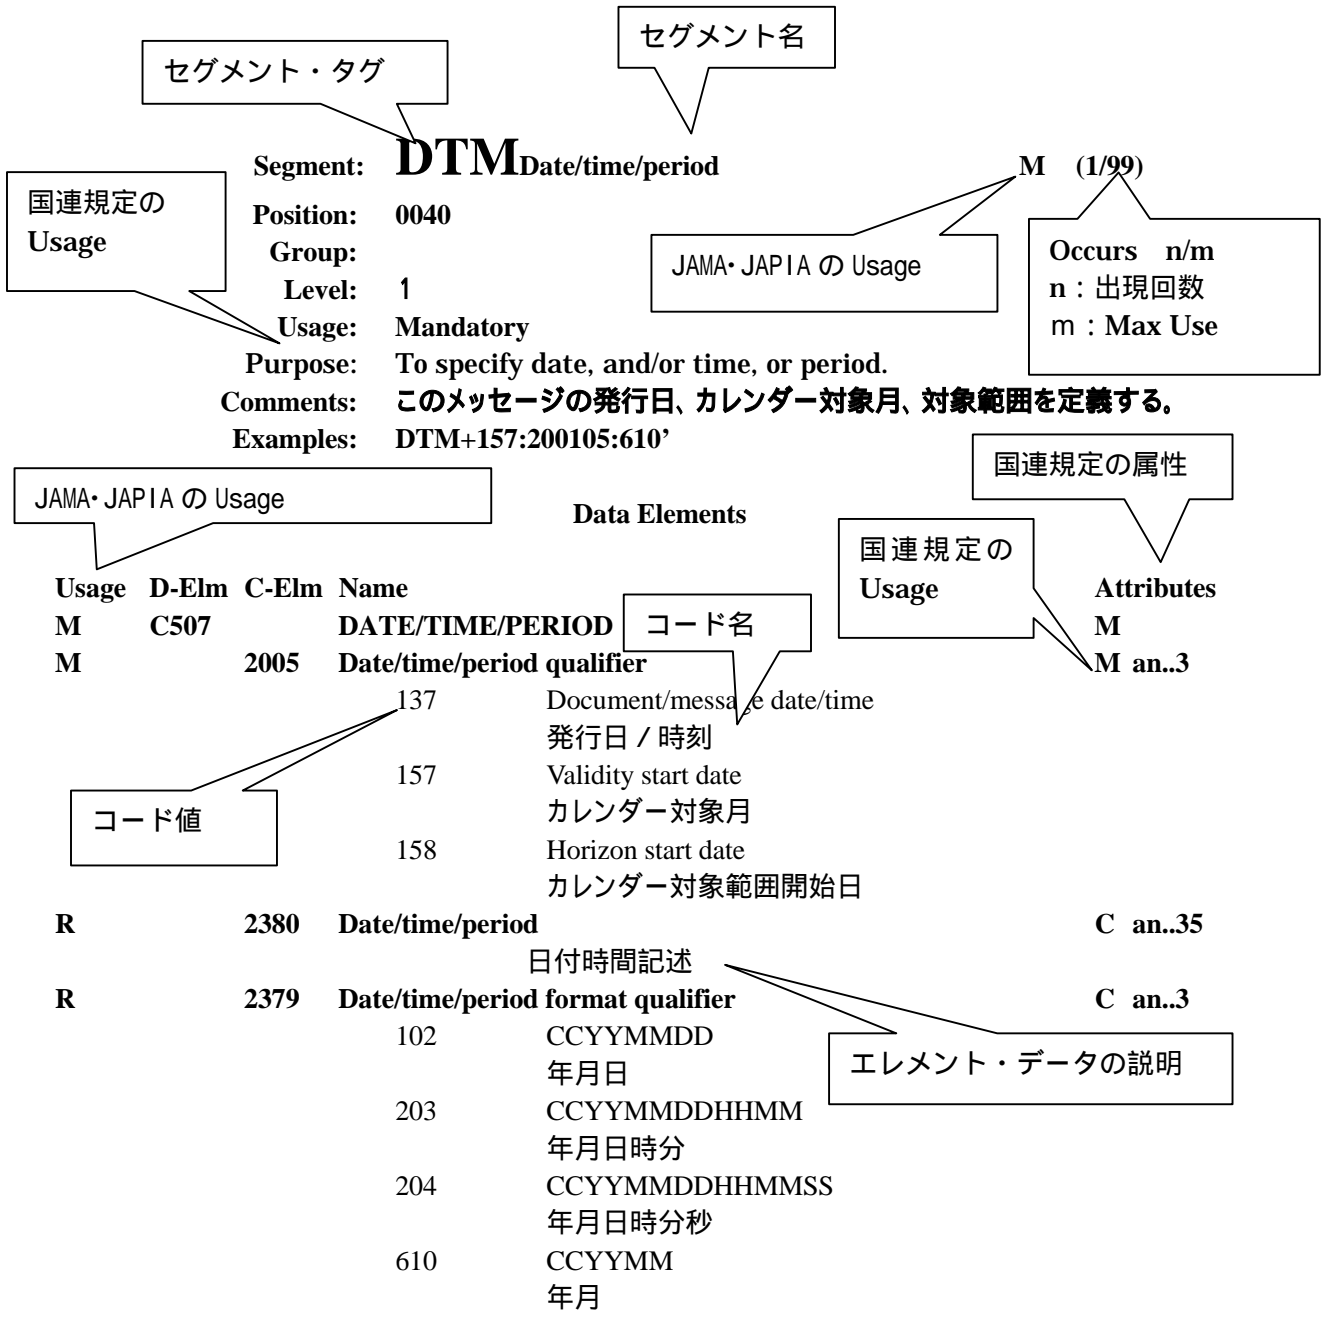 セグメント名
セグメント・タグ
Segment: DTM Date/time/period M (1/99)
国連規定の
Usage
Position: 0040
Group:
JAMA・JAPIA の Usage
Occurs n/m
n：出現回数
ｍ：Max Use
Level: 1
Usage: Mandatory
Purpose: To specify date, and/or time, or period.
Comments: このメッセージの発行日、カレンダー対象月、対象範囲を定義する。
Examples: DTM+157:200105:610’
国連規定の属性
JAMA・JAPIA の Usage
Data Elements
国連規定の
Usage
Usage D-Elm C-Elm Name Attributes
M C507 DATE/TIME/PERIOD M
コード名
M 2005 Date/time/period qualifier M an..3
137 Document/message date/time
発行日／時刻
157 Validity start date
カレンダー対象月
コード値
158 Horizon start date
カレンダー対象範囲開始日
R 2380 Date/time/period C an..35
日付時間記述
R 2379 Date/time/period format qualifier C an..3
102 CCYYMMDD
年月日
エレメント・データの説明
203 CCYYMMDDHHMM
年月日時分
204 CCYYMMDDHHMMSS
年月日時分秒
610 CCYYMM
年月